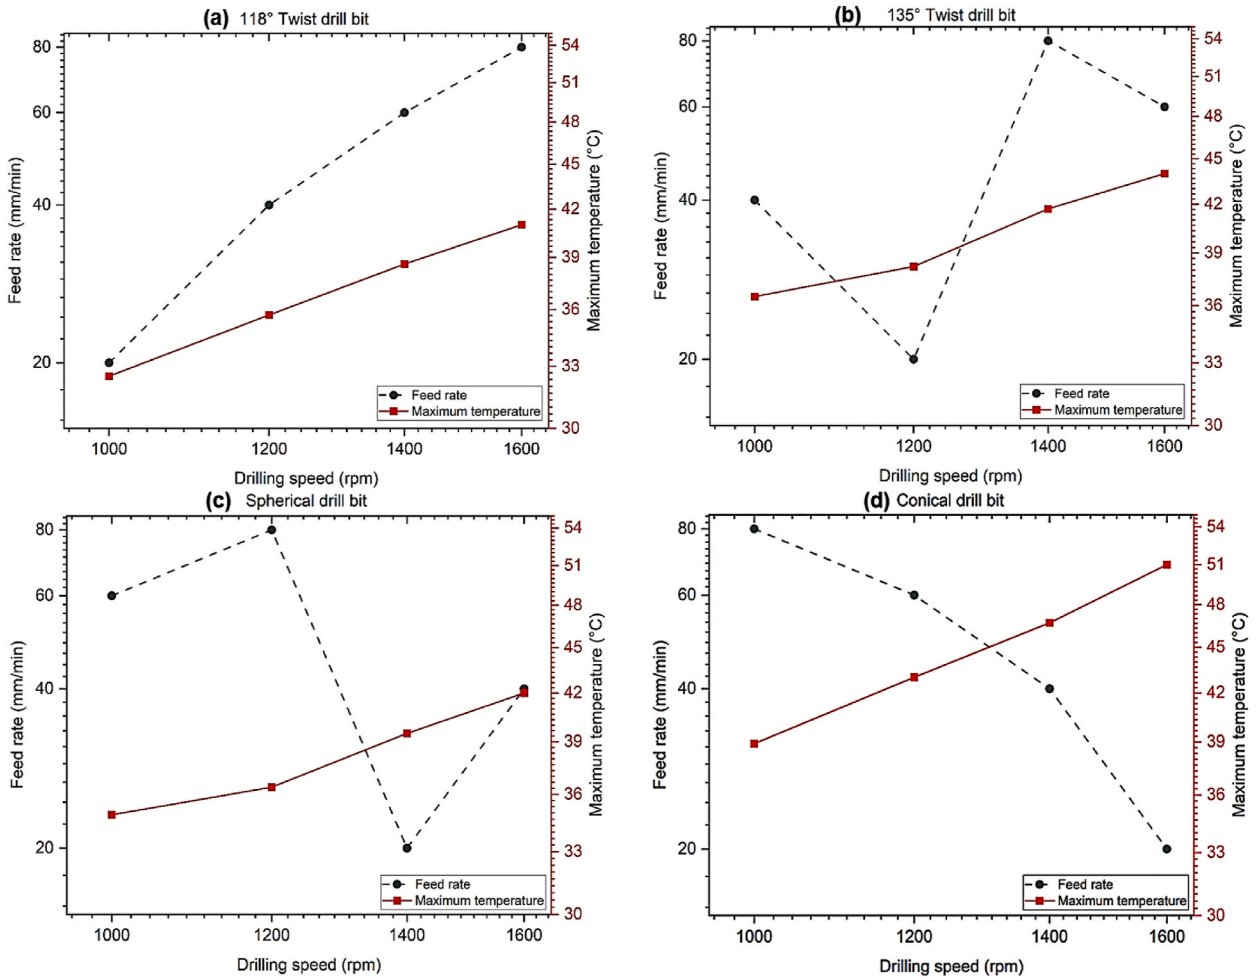 (a) 118° Twist drill bit
80
60
40
20
Feed rate (mm/min)
54
51
48
45
42
39
36
33
30
Maximum temperature (°C)
Feed rate
Maximum temperature
1000 1200 1400 1600
Drilling speed (rpm)
(b) 135° Twist drill bit
80
60
40
20
Feed rate (mm/min)
54
51
48
45
42
39
36
33
30
Maximum temperature (°C)
Feed rate
Maximum temperature
1000 1200 1400 1600
Drilling speed (rpm)
(c) Spherical drill bit
80
60
40
20
Feed rate (mm/min)
54
51
48
45
42
39
36
33
30
Maximum temperature (°C)
Feed rate
Maximum temperature
1000 1200 1400 1600
Drilling speed (rpm)
(d) Conical drill bit
80
60
40
20
Feed rate (mm/min)
54
51
48
45
42
39
36
33
30
Maximum temperature (°C)
Feed rate
Maximum temperature
1000 1200 1400 1600
Drilling speed (rpm)